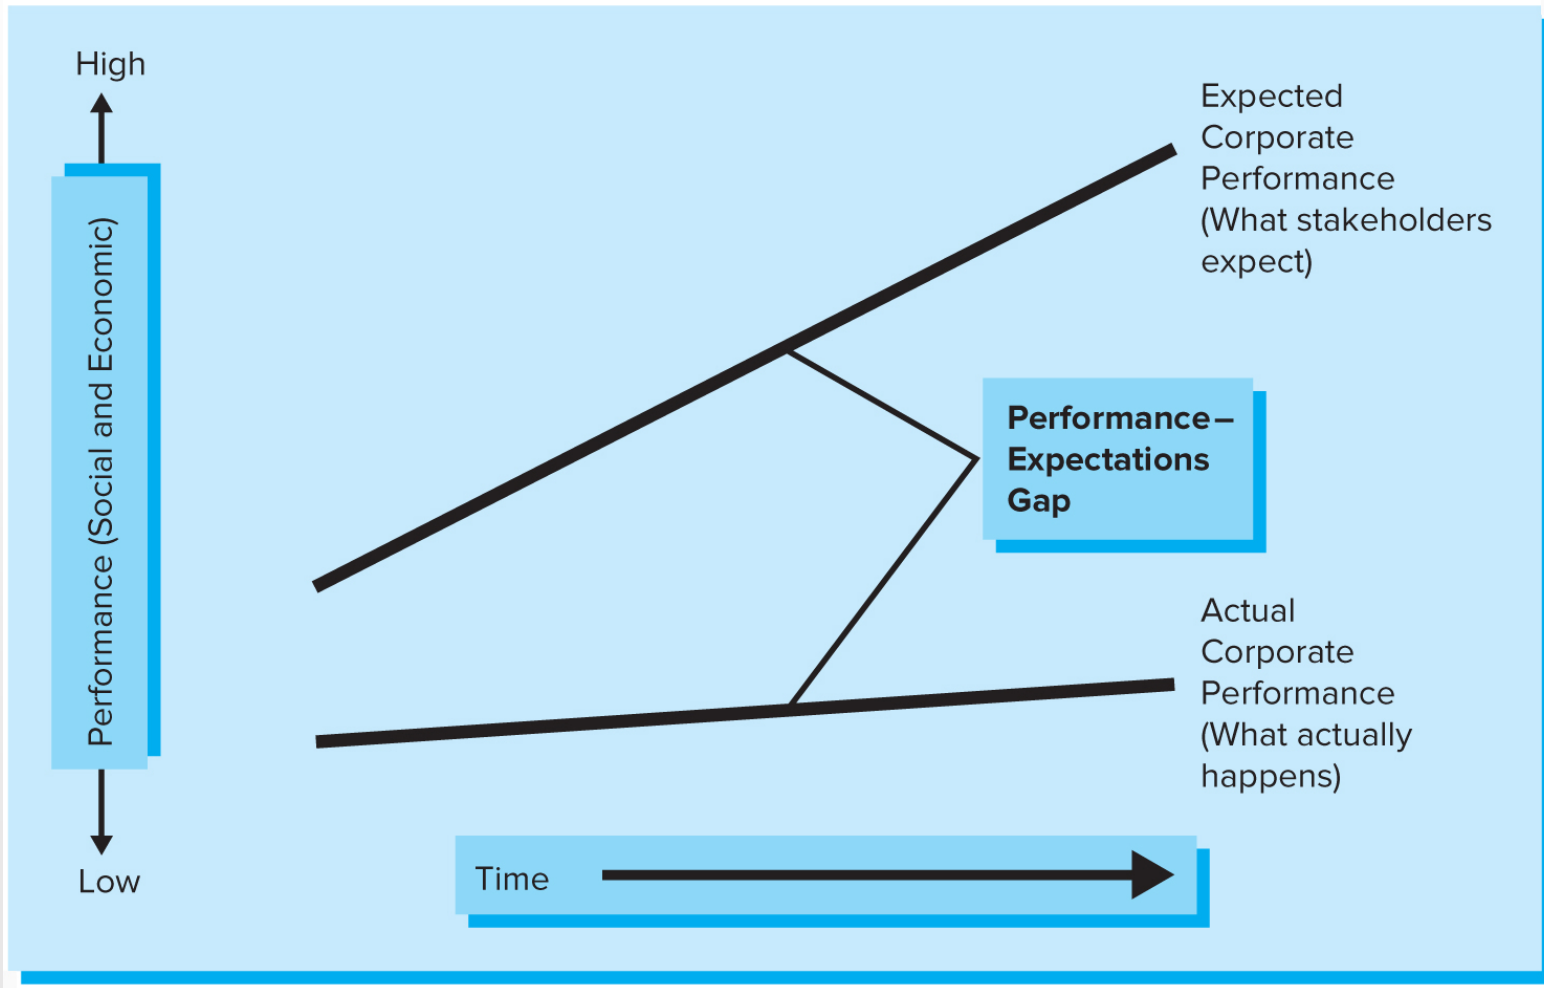 High
Performance (Social and Economic)
Low
Expected
Corporate
Performance
(What stakeholders
expect)
Performance–
Expectations
Gap
Actual
Corporate
Performance
(What actually
happens)
Time